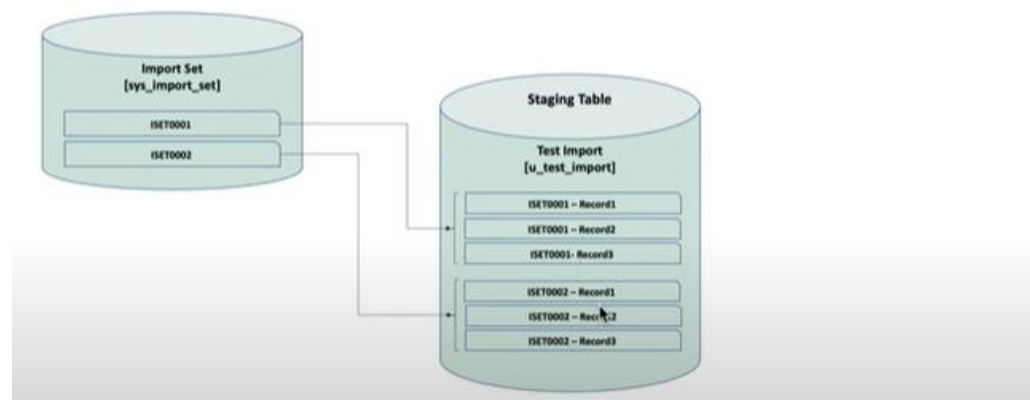 Import Set
[sys_import_set]
ISET0001
ISET0002
Staging Table
Test Import
[u_test_import]
ISET0001 – Record1
ISET0001 – Record2
ISET0001- Record3
ISET0002 – Record1
ISET0002 –
ISET0002 – Record3